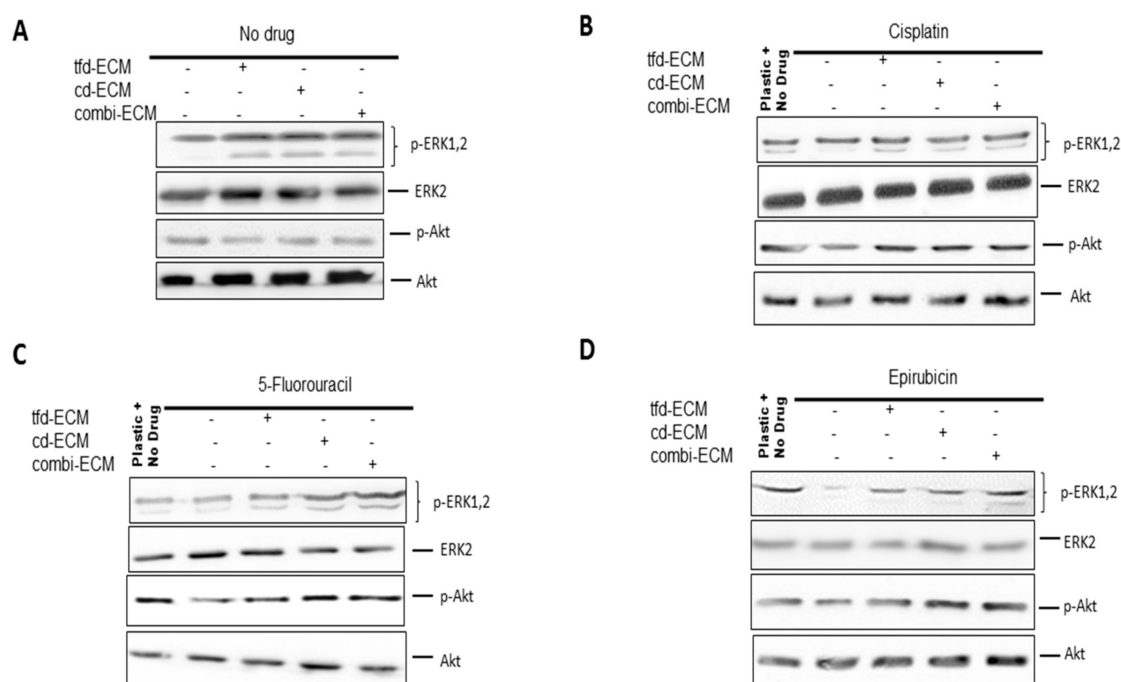 A
No drug
tfd-ECM - + - -
cd-ECM - - + -
combi-ECM - - - +
p-ERK1,2
ERK2
p-Akt
Akt
B
Cisplatin
Plastic +
No Drug
tfd-ECM - + - -
cd-ECM - - + -
combi-ECM - - - +
p-ERK1,2
ERK2
p-Akt
Akt
C
5-Fluorouracil
Plastic +
No Drug
tfd-ECM - + - -
cd-ECM - - + -
combi-ECM - - - +
p-ERK1,2
ERK2
p-Akt
Akt
D
Epirubicin
Plastic +
No Drug
tfd-ECM - + - -
cd-ECM - - + -
combi-ECM - - - +
p-ERK1,2
ERK2
p-Akt
Akt